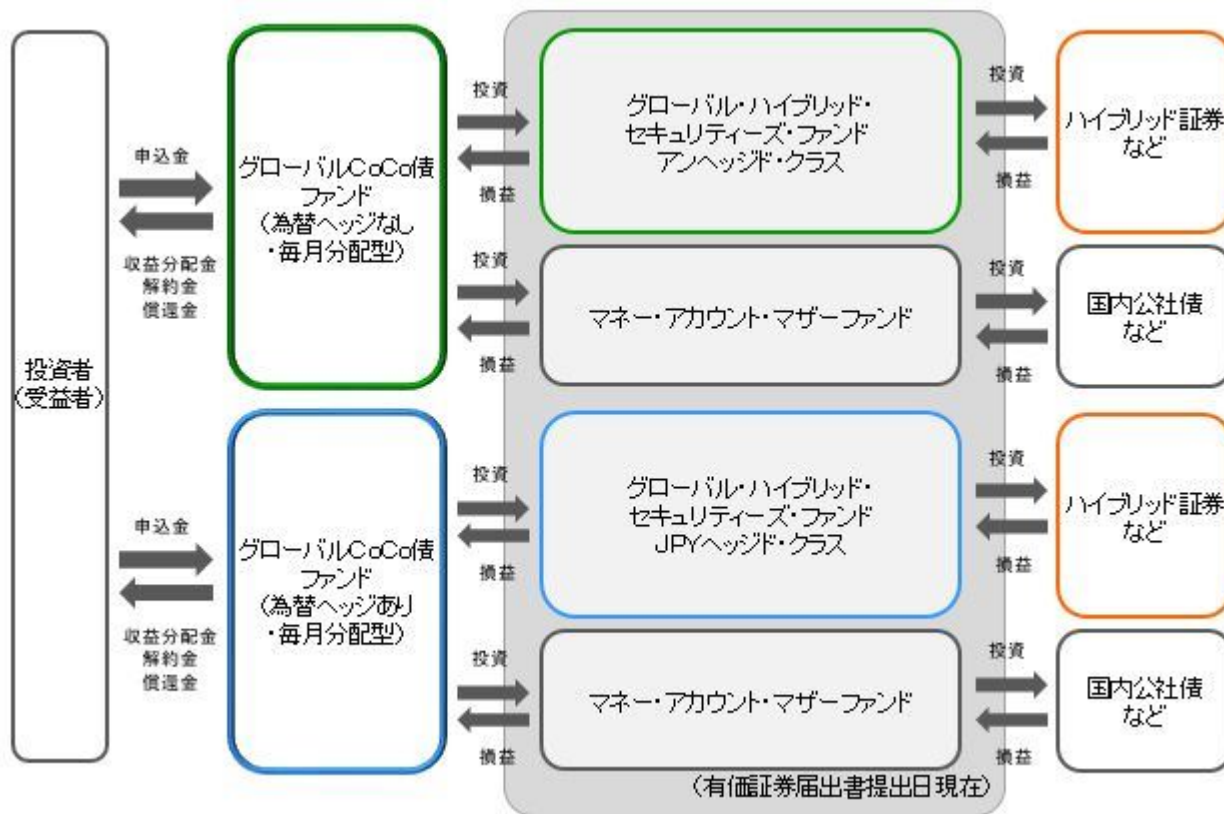 投資者
(受益者)
申込金
収益分配金
解約金
償還金
グローバルCoCo債
ファンド
(為替ヘッジなし
・毎月分配型)
投資
損益
グローバル・ハイブリッド・
セキュリティーズ・ファンド
アンヘッジド・クラス
投資
損益
ハイブリッド証券
など
投資
損益
マネー・アカウント・マザーファンド
投資
損益
国内公社債
など
申込金
収益分配金
解約金
償還金
グローバルCoCo債
ファンド
(為替ヘッジあり
・毎月分配型)
投資
損益
グローバル・ハイブリッド・
セキュリティーズ・ファンド
JPYヘッジド・クラス
投資
損益
ハイブリッド証券
など
投資
損益
マネー・アカウント・マザーファンド
投資
損益
国内公社債
など
(有価証券届出書提出日現在)